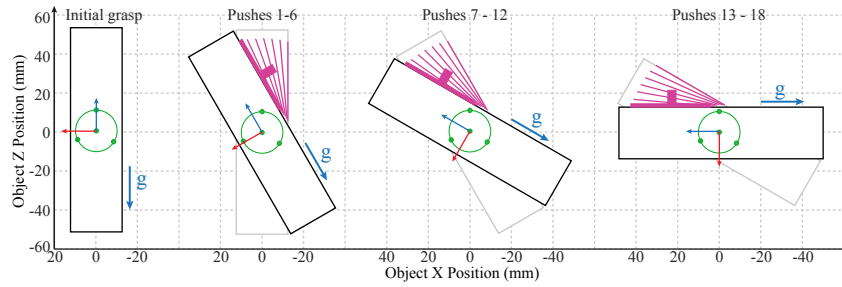 Initial grasp
Pushes 1-6
Pushes 7 - 12
Pushes 13 - 18
Object Z Position (mm)
60
40
20
0
-20
-40
-60
g
g
g
g
20 0 -20
40 20 0 -20
40 20 0 -20 -40
40 20 0 -20 -40
Object X Position (mm)